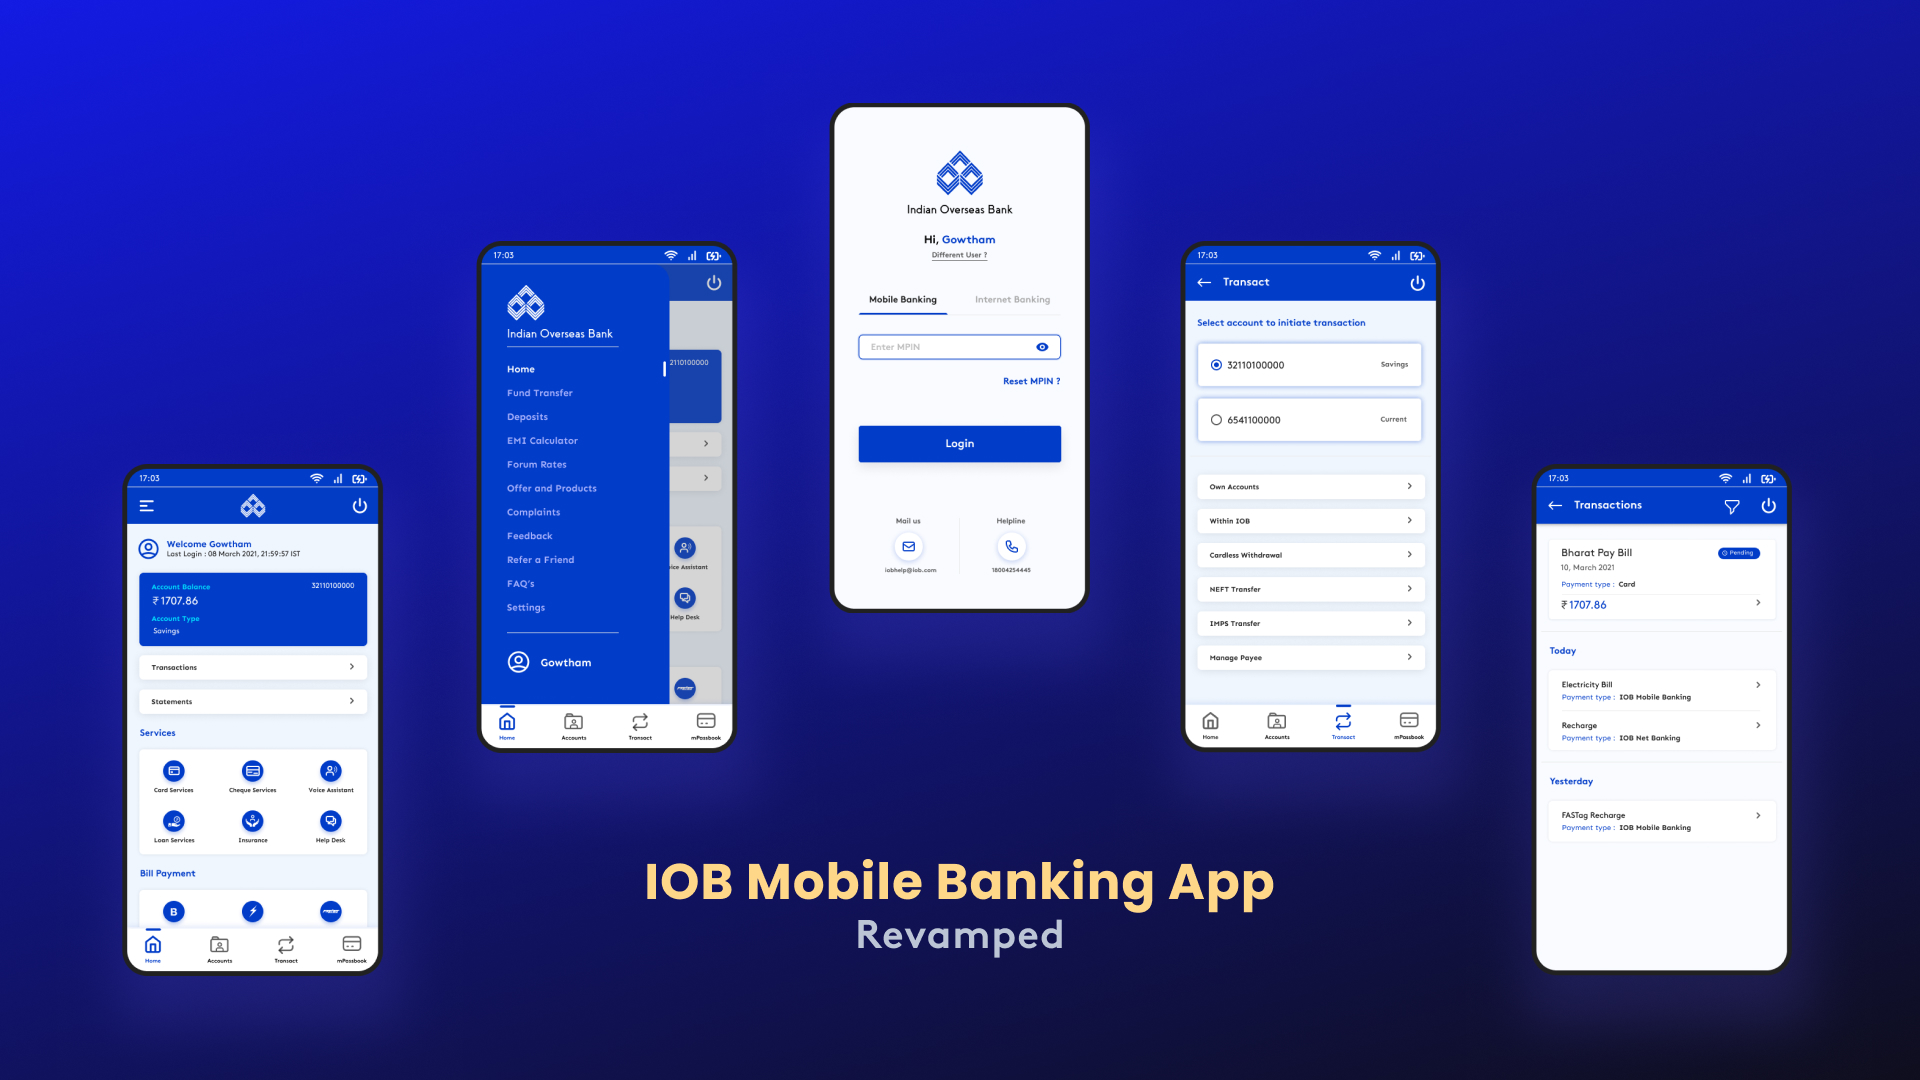 17:03
Welcome Gowtham
Last Login : 08 March 2021, 21:59:57 IST
Account Balance
32110100000
₹ 1707.86
Account Type
Savings
Transactions
Statements
Services
Card Services
Cheque Services
Voice Assistant
Loan Services
Insurance
Help Desk
Bill Payment
B
Home
Accounts
Transact
mPassbook
17:03
Indian Overseas Bank
Home
Fund Transfer
Deposits
EMI Calculator
Forum Rates
Offer and Products
Complaints
Feedback
Refer a Friend
FAQ's
Settings
Gowtham
2110100000
ice Assistant
Help Desk
Home
Accounts
Transact
mPassbook
Indian Overseas Bank
Hi, Gowtham
Different User ?
Mobile Banking
Internet Banking
Enter MPIN
Reset MPIN ?
Login
Mail us
Helpline
iobhelp@iob.com
18004254445
17:03
Transact
Select account to initiate transaction
32110100000
Savings
6541100000
Current
Own Accounts
Within IOB
Cardless Withdrawal
NEFT Transfer
IMPS Transfer
Manage Payee
Home
Accounts
Transact
mPassbook
17:03
Transactions
Bharat Pay Bill
Pending
10, March 2021
Payment type : Card
₹ 1707.86
Today
Electricity Bill
Payment type : IOB Mobile Banking
Recharge
Payment type : IOB Net Banking
Yesterday
FASTag Recharge
Payment type : IOB Mobile Banking
IOB Mobile Banking App
Revamped